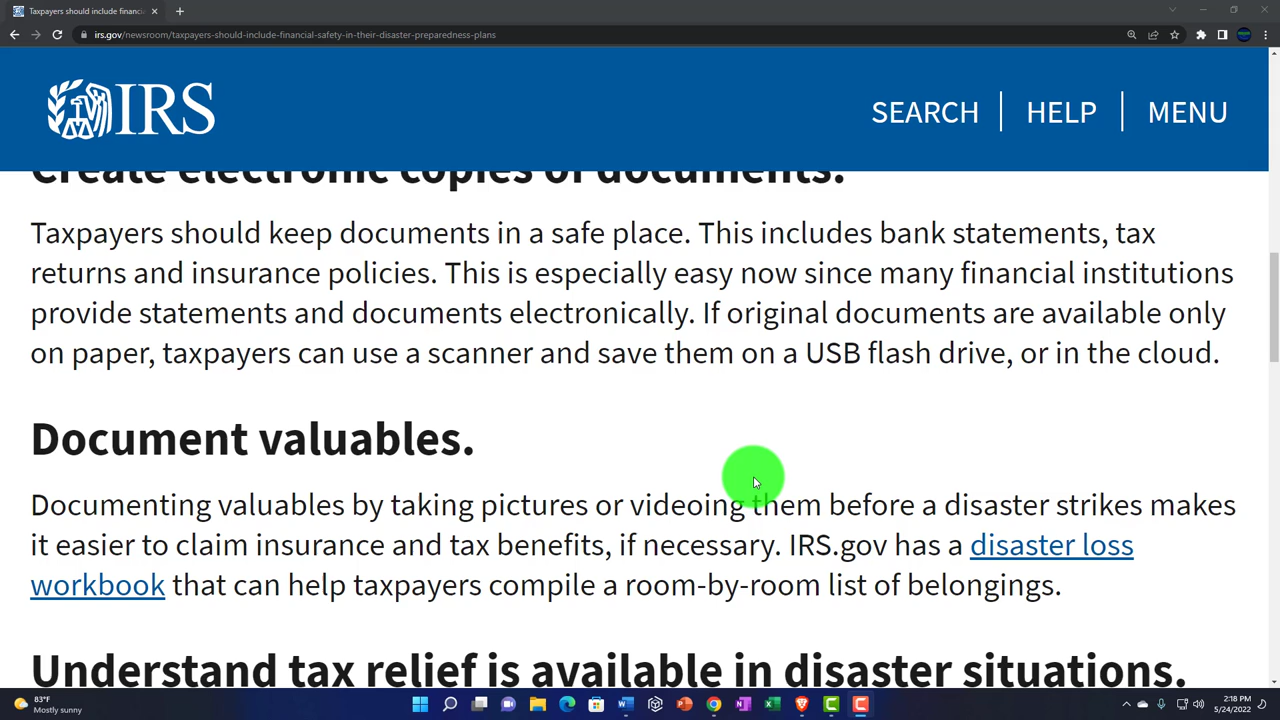 Taxpayers should include financi
irs.gov/newsroom/taxpayers-should-include-financial-safety-in-their-disaster-preparedness-plans
IRS
SEARCH
HELP
MENU
Create electronic copies of documents.
Taxpayers should keep documents in a safe place. This includes bank statements, tax
returns and insurance policies. This is especially easy now since many financial institutions
provide statements and documents electronically. If original documents are available only
on paper, taxpayers can use a scanner and save them on a USB flash drive, or in the cloud.
Document valuables.
Documenting valuables by taking pictures or videoing them before a disaster strikes makes
it easier to claim insurance and tax benefits, if necessary. IRS.gov has a disaster loss
workbook that can help taxpayers compile a room-by-room list of belongings.
Understand tax relief is available in disaster situations.
83°F
Mostly sunny
2:18 PM
5/24/2022